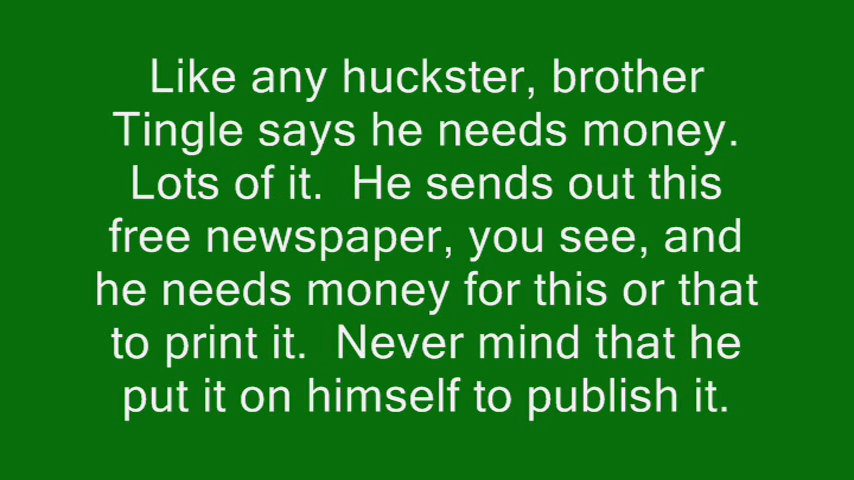 Like any huckster, brother
Tingle says he needs money.
Lots of it.  He sends out this
free newspaper, you see, and
he needs money for this or that
to print it.  Never mind that he
put it on himself to publish it.